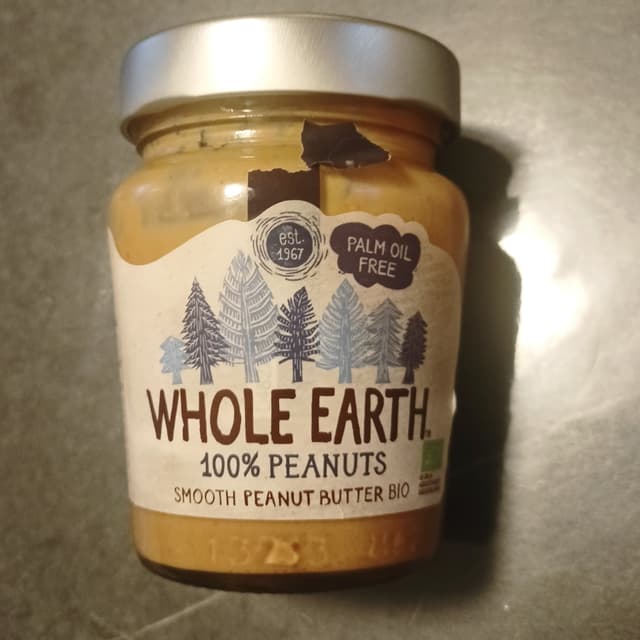 est.
1967
PALM OIL
FREE
WHOLE EARTH
100% PEANUTS
SMOOTH PEANUT BUTTER BIO